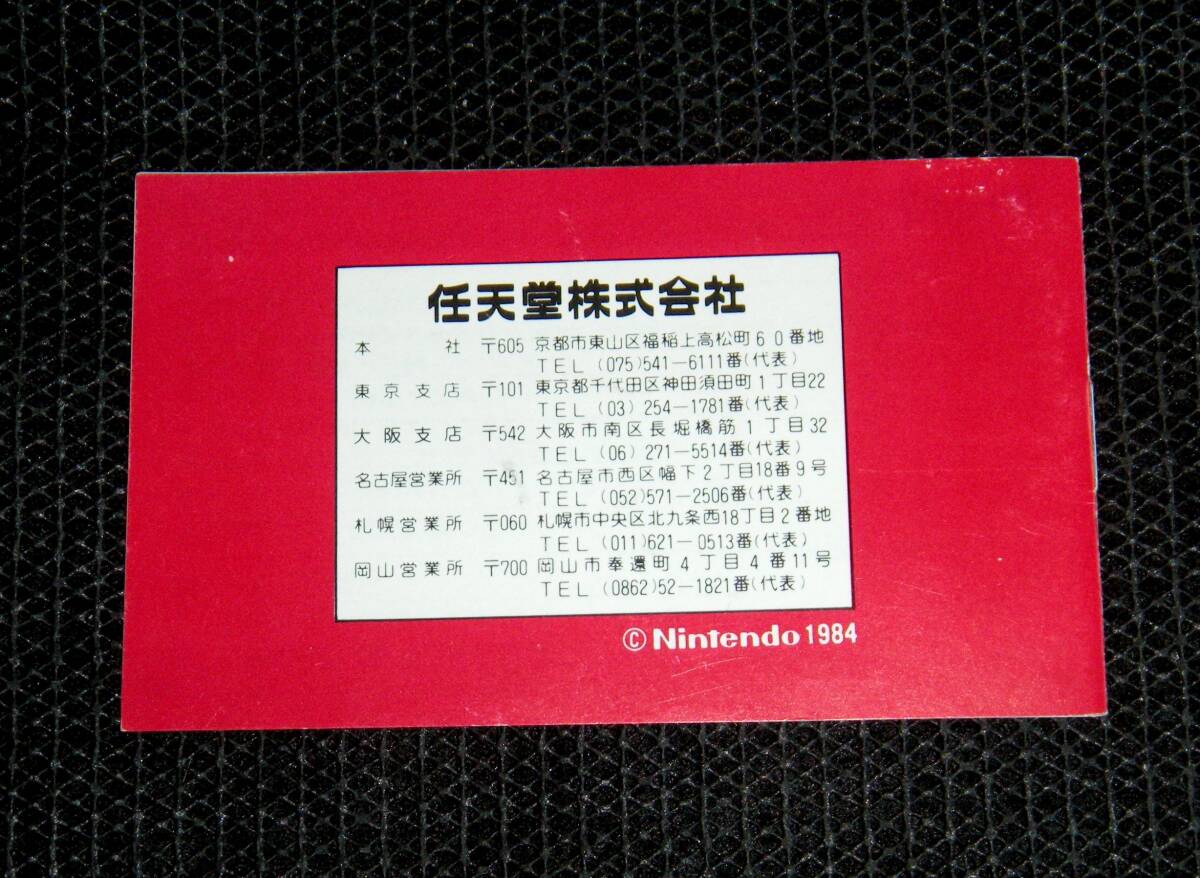 任天堂株式会社
本社 〒605 京都市東山区福稲上高松町60番地
TEL (075)541-6111番(代表)
東京支店 〒101 東京都千代田区神田須田町1丁目22
TEL (03) 254-1781番(代表)
大阪支店 〒542 大阪市南区長堀橋筋1丁目32
TEL (06) 271-5514番(代表)
名古屋営業所 〒451 名古屋市西区幅下2丁目18番9号
TEL (052)571-2506番(代表)
札幌営業所 〒060 札幌市中央区北九条西18丁目2番地
TEL (011)621-0513番(代表)
岡山営業所 〒700 岡山市奉還町4丁目4番11号
TEL (0862)52-1821番(代表)
© Nintendo 1984